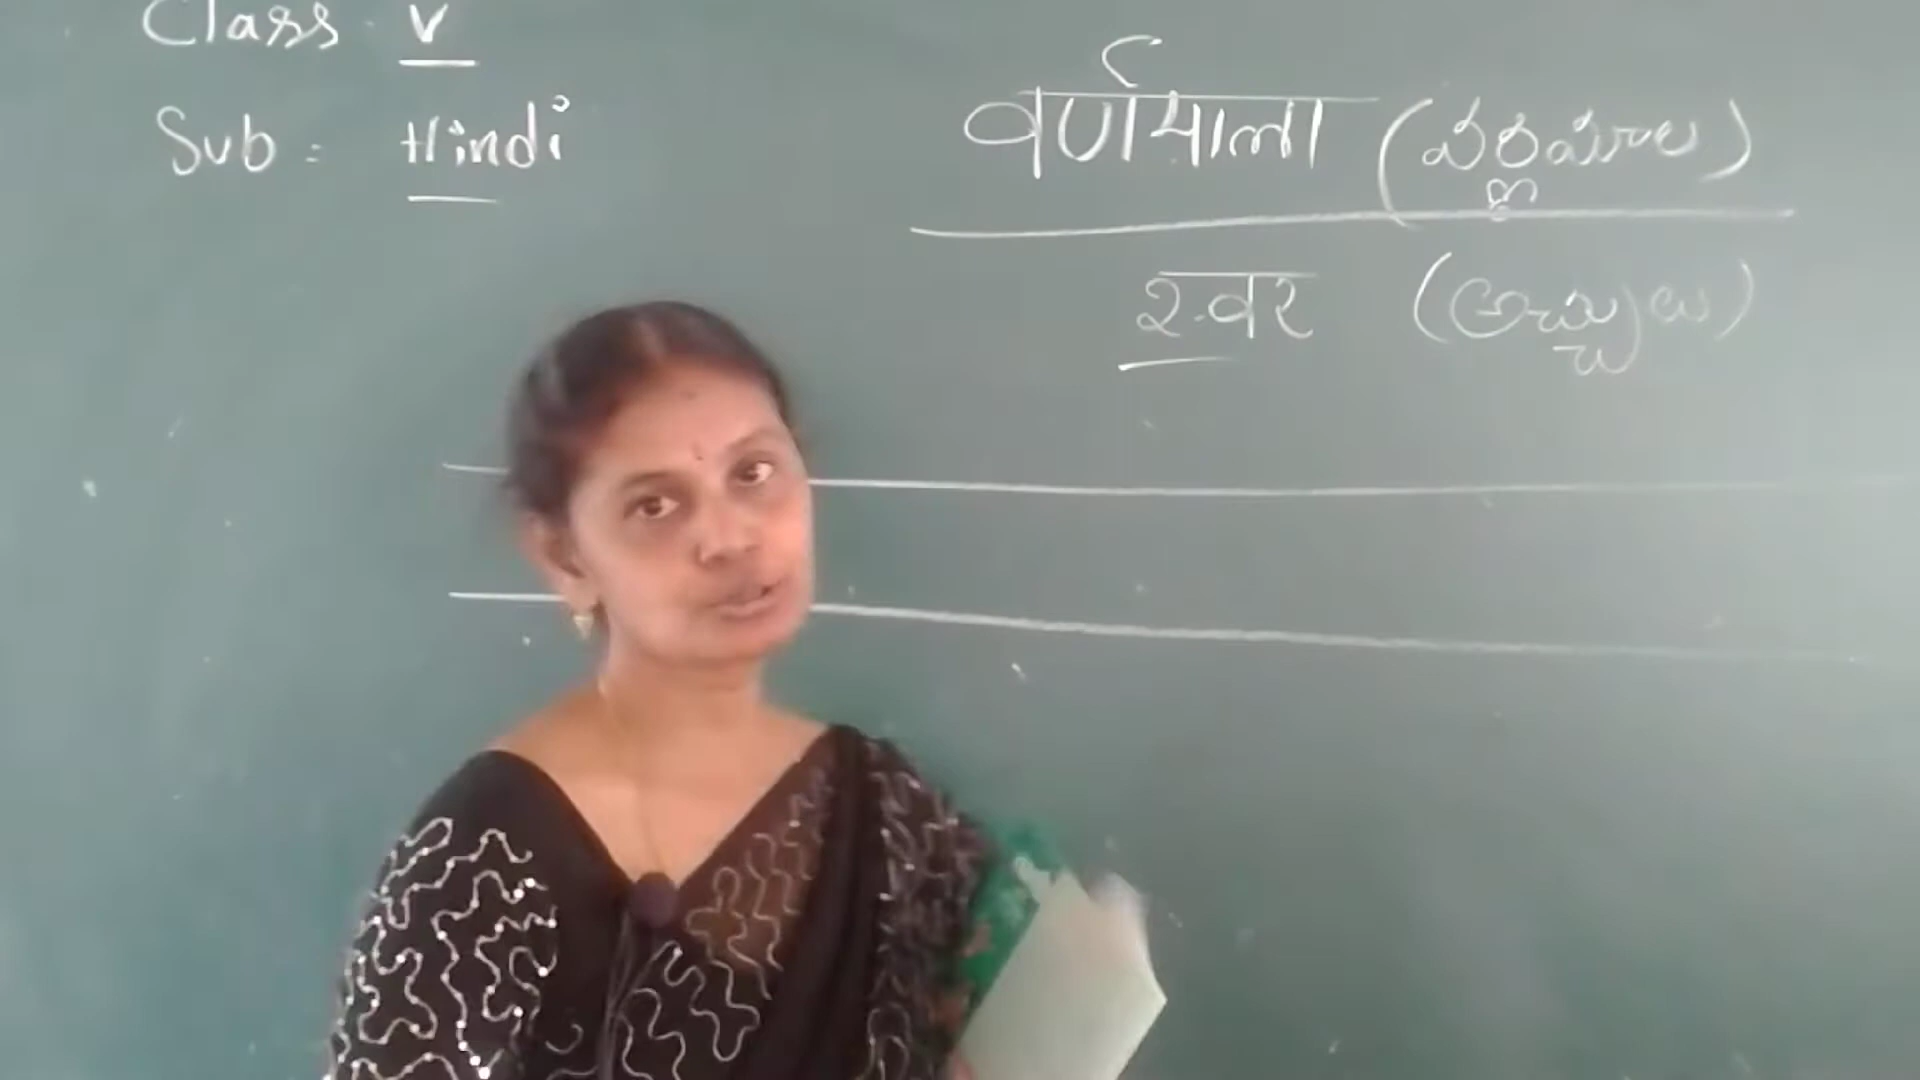 Class V
Sub : Hindi
वर्णमाला (వర్ణమాల)
स्वर (అచ్చులు)